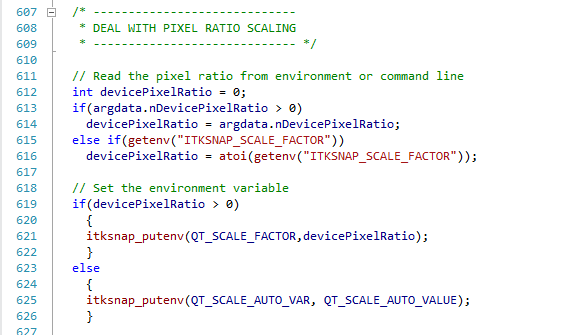 607 /* -----------------------------
608 * DEAL WITH PIXEL RATIO SCALING
609 * ----------------------------- */
610
611 // Read the pixel ratio from environment or command line
612 int devicePixelRatio = 0;
613 if(argdata.nDevicePixelRatio > 0)
614 devicePixelRatio = argdata.nDevicePixelRatio;
615 else if(getenv("ITKSNAP_SCALE_FACTOR"))
616 devicePixelRatio = atoi(getenv("ITKSNAP_SCALE_FACTOR"));
617
618 // Set the environment variable
619 if(devicePixelRatio > 0)
620 {
621 itksnap_putenv(QT_SCALE_FACTOR,devicePixelRatio);
622 }
623 else
624 {
625 itksnap_putenv(QT_SCALE_AUTO_VAR, QT_SCALE_AUTO_VALUE);
626 }
627